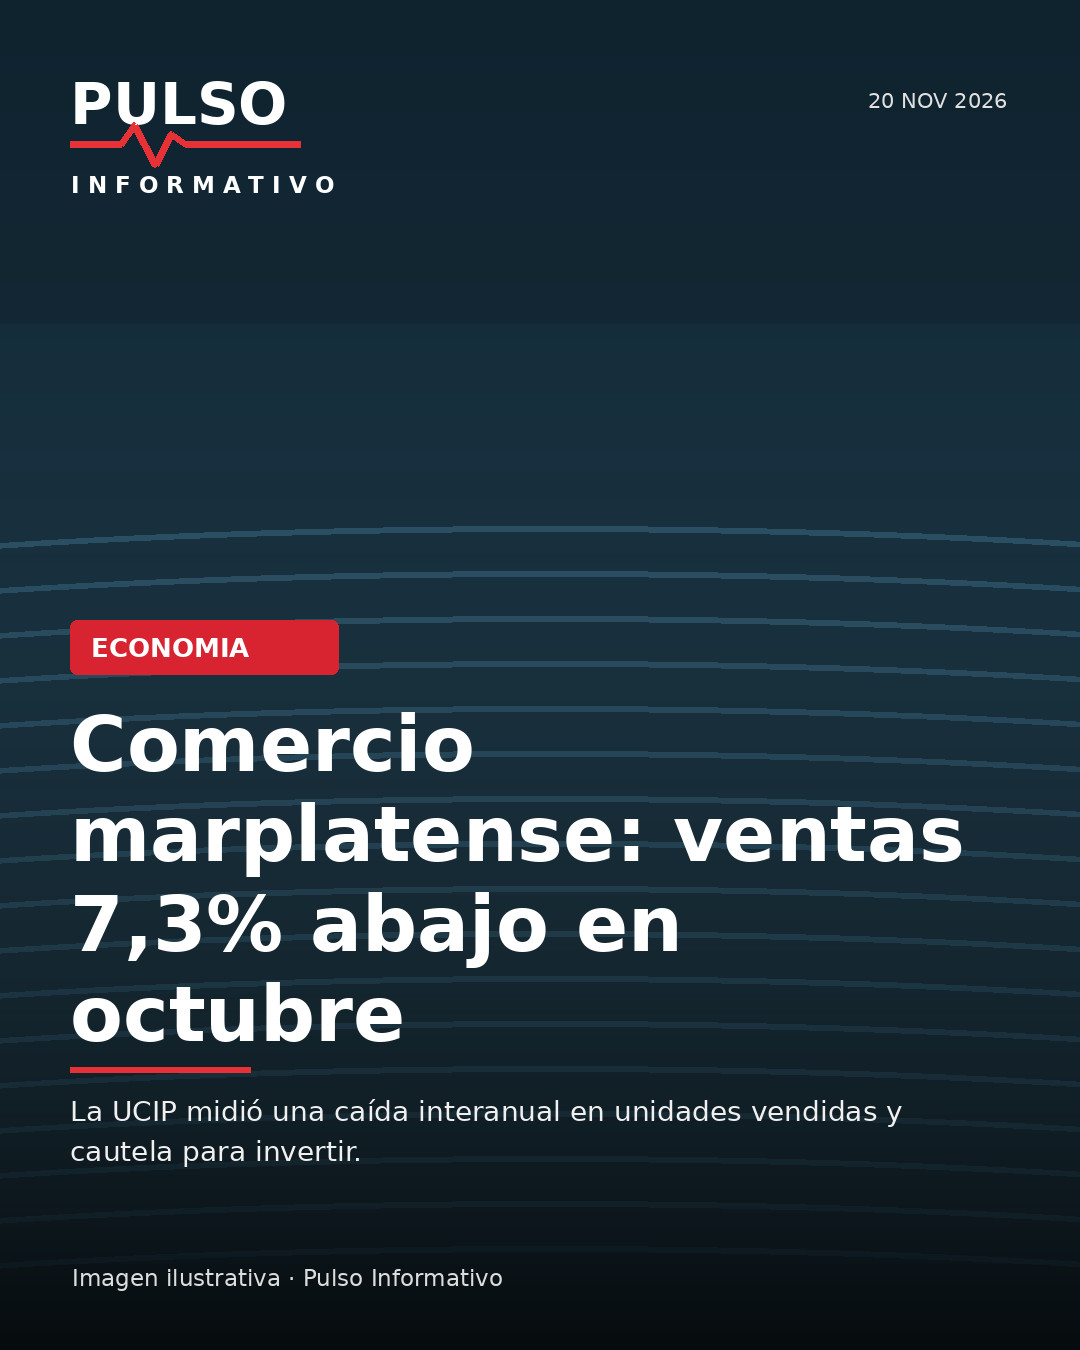 PULSO
INFORMATIVO
20 NOV 2026
ECONOMIA
Comercio
marplatense: ventas
7,3% abajo en
octubre
La UCIP midió una caída interanual en unidades vendidas y
cautela para invertir.
Imagen ilustrativa · Pulso Informativo